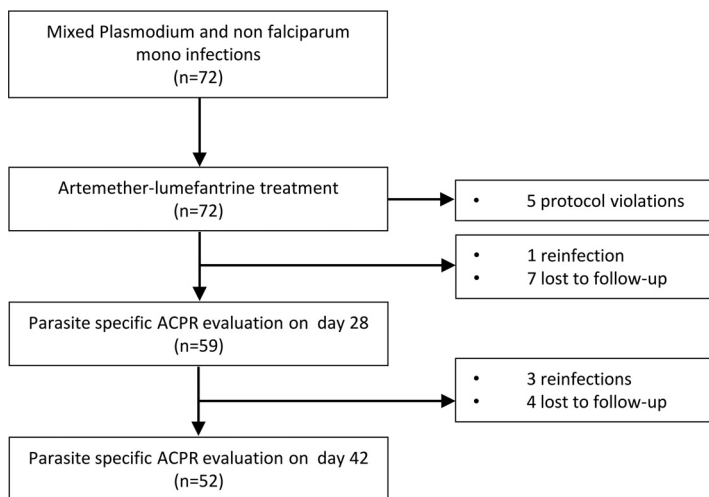 Mixed Plasmodium and non falciparum
mono infections
(n=72)
Artemether-lumefantrine treatment
(n=72)
• 5 protocol violations
• 1 reinfection
• 7 lost to follow-up
Parasite specific ACPR evaluation on day 28
(n=59)
• 3 reinfections
• 4 lost to follow-up
Parasite specific ACPR evaluation on day 42
(n=52)